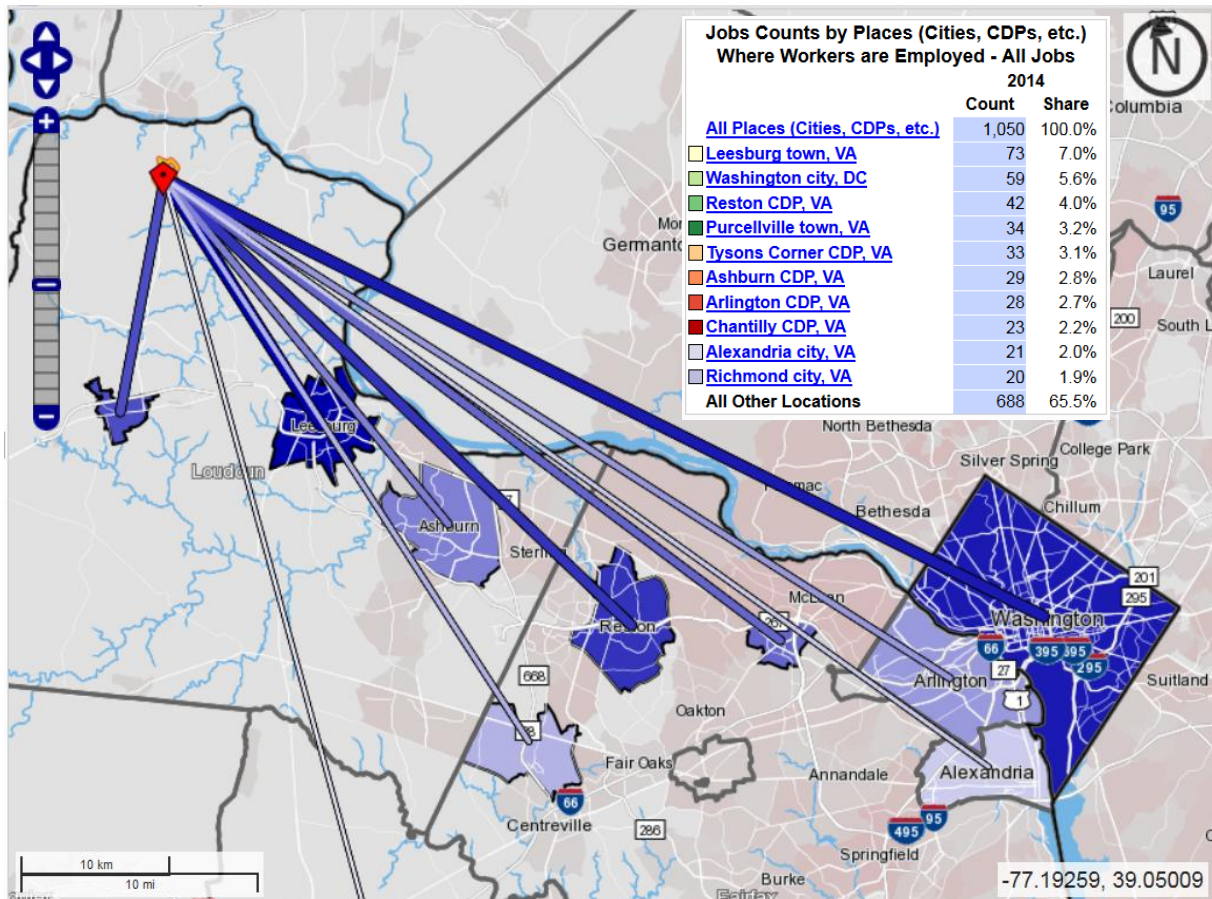 Jobs Counts by Places (Cities, CDPs, etc.)
Where Workers are Employed - All Jobs
2014
Count Share
All Places (Cities, CDPs, etc.) 1,050 100.0%
Leesburg town, VA 73 7.0%
Washington city, DC 59 5.6%
Reston CDP, VA 42 4.0%
Purcellville town, VA 34 3.2%
Tysons Corner CDP, VA 33 3.1%
Ashburn CDP, VA 29 2.8%
Arlington CDP, VA 28 2.7%
Chantilly CDP, VA 23 2.2%
Alexandria city, VA 21 2.0%
Richmond city, VA 20 1.9%
All Other Locations 688 65.5%
N
Columbia
95
Germant
Laurel
200
South L
North Bethesda
College Park
Silver Spring
Leesburg
Loudoun
Bethesda
Chillum
Ashburn
Sterling
201
295
McLean
Washington
Reston
66
395
295
27
Suitland
668
Arlington
1
Oakton
Fair Oaks
Annandale
Alexandria
66
Centreville
286
95
495
Springfield
10 km
10 mi
Burke
Fairfax
-77.19259, 39.05009